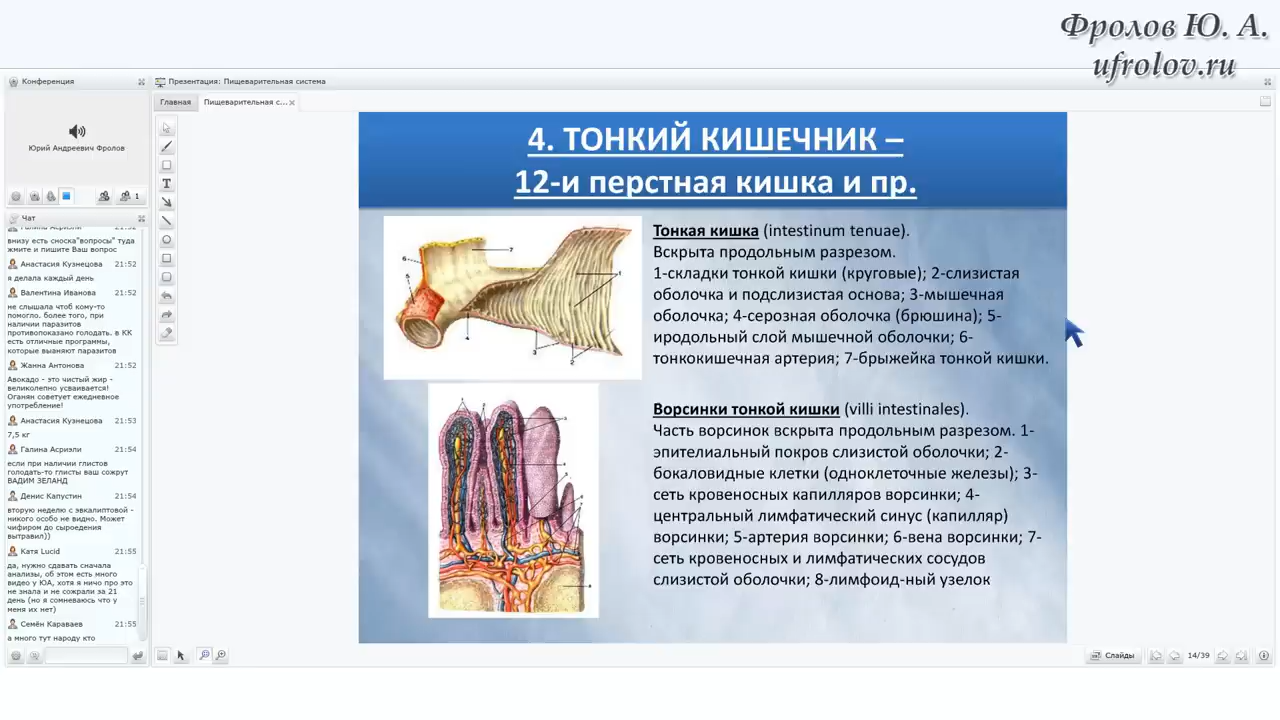 Фролов Ю. А.
ufrolov.ru
Конференция
Презентация: Пищеварительная система
Главная
Пищеварительная с...
Юрий Андреевич Фролов
1
Чат
внизу есть сноска"вопросы" туда
жмите и пишите Ваш вопрос
Анастасия Кузнецова 21:52
я делала каждый день
Валентина Иванова 21:52
не слышала чтоб кому-то
помогло. более того, при
наличии паразитов
противопоказано голодать. в КК
есть отличные программы,
которые выаняют паразитов
Жанна Антонова 21:52
Авокадо - это чистый жир -
великолепно усваивается!
Оганян советует ежедневное
употребление!
Анастасия Кузнецова 21:53
7,5 кг
Галина Асриэли 21:54
если при наличии глистов
голодать-то глисты ваш сожрут
ВАДИМ ЗЕЛАНД
Денис Капустин 21:54
вторую неделю с эвкалиптовой -
никого особо не видно. Может
чифиром до сыроедения
вытравил))
Катя Lucid 21:55
да, нужно сдавать сначала
анализы, об этом есть много
видео у ЮА, хотя я ничо про это
не знала и не сожрали за 21
день (но я сомневаюсь что у
меня их нет)
Семён Караваев 21:55
а много тут народу кто
4. ТОНКИЙ КИШЕЧНИК –
12-и перстная кишка и пр.
Тонкая кишка (intestinum tenuae).
Вскрыта продольным разрезом.
1-складки тонкой кишки (круговые); 2-слизистая
оболочка и подслизистая основа; 3-мышечная
оболочка; 4-серозная оболочка (брюшина); 5-
иродольный слой мышечной оболочки; 6-
тонкокишечная артерия; 7-брыжейка тонкой кишки.
Ворсинки тонкой кишки (villi intestinales).
Часть ворсинок вскрыта продольным разрезом. 1-
эпителиальный покров слизистой оболочки; 2-
бокаловидные клетки (одноклеточные железы); 3-
сеть кровеносных капилляров ворсинки; 4-
центральный лимфатический синус (капилляр)
ворсинки; 5-артерия ворсинки; 6-вена ворсинки; 7-
сеть кровеносных и лимфатических сосудов
слизистой оболочки; 8-лимфоид-ный узелок
Слайды
14/39